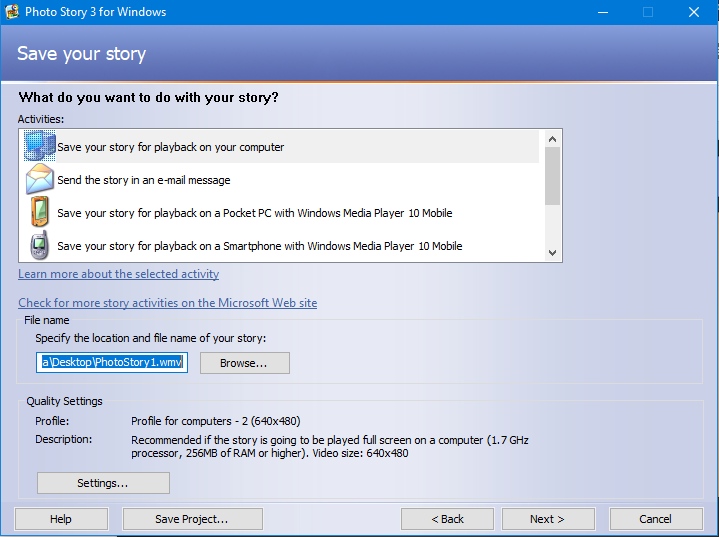 Photo Story 3 for Windows
Save your story
What do you want to do with your story?
Activities:
Save your story for playback on your computer
Send the story in an e-mail message
Save your story for playback on a Pocket PC with Windows Media Player 10 Mobile
Save your story for playback on a Smartphone with Windows Media Player 10 Mobile
Learn more about the selected activity
Check for more story activities on the Microsoft Web site
File name
Specify the location and file name of your story:
a\Desktop\PhotoStory1.wmv
Browse...
Quality Settings
Profile: Profile for computers - 2 (640x480)
Description: Recommended if the story is going to be played full screen on a computer (1.7 GHz
processor, 256MB of RAM or higher). Video size: 640x480
Settings...
Help Save Project... < Back Next > Cancel